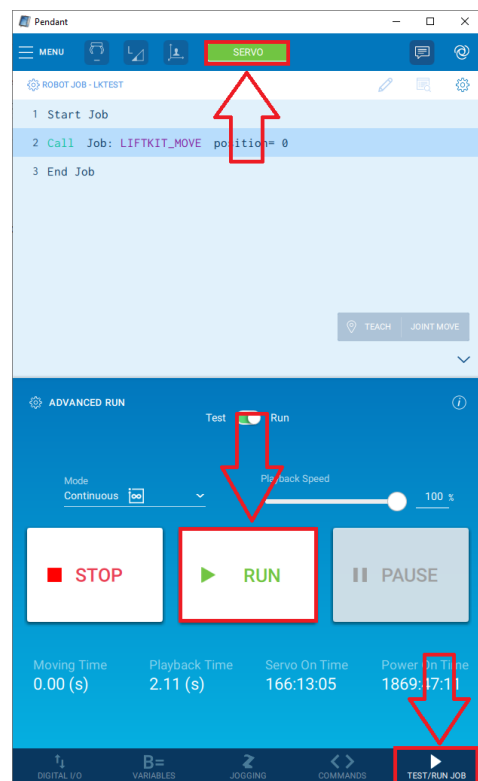 Pendant
MENU
SERVO
ROBOT JOB - LKTEST
1 Start Job
2 Call Job: LIFTKIT_MOVE position= 0
3 End Job
TEACH JOINT MOVE
ADVANCED RUN
Test Run
Mode
Continuous
Playback Speed
100 %
STOP
RUN
PAUSE
Moving Time Playback Time Servo On Time Power On Time
0.00 (s) 2.11 (s) 166:13:05 1869:47:11
DIGITAL I/O VARIABLES JOGGING COMMANDS TEST/RUN JOB